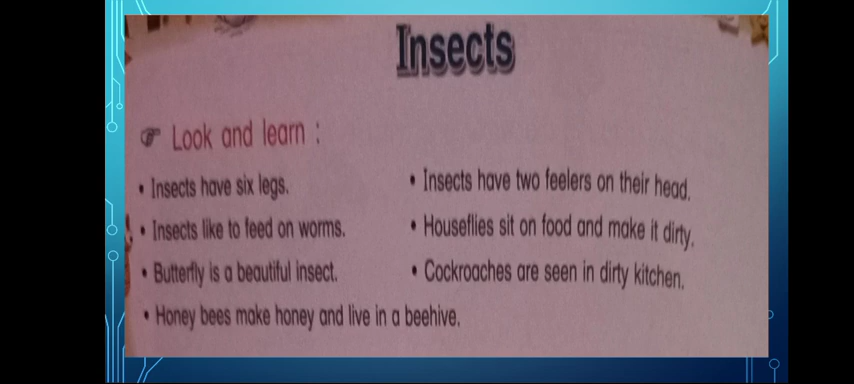 Insects
☞ Look and learn :
• Insects have six legs.
• Insects like to feed on worms.
• Butterfly is a beautiful insect.
• Honey bees make honey and live in a beehive.
• Insects have two feelers on their head.
• Houseflies sit on food and make it dirty.
• Cockroaches are seen in dirty kitchen.